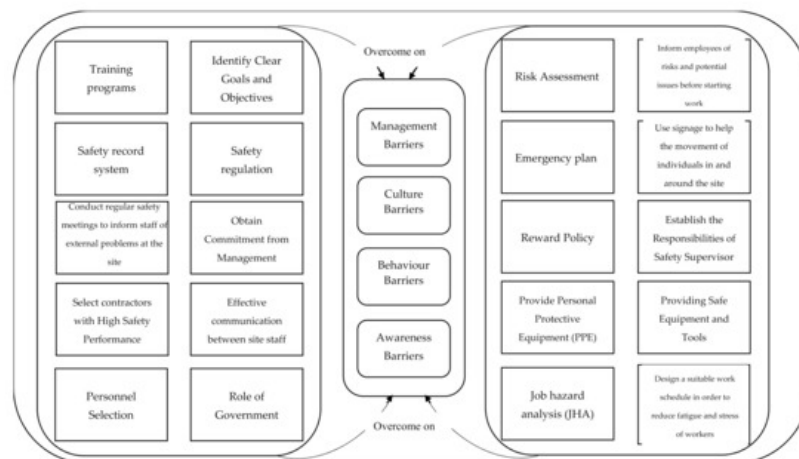 Overcome on
Training
programs
Identify Clear
Goals and
Objectives
Safety record
system
Safety
regulation
Conduct regular safety
meetings to inform staff of
external problems at the
site
Obtain
Commitment from
Management
Select contractors
with High Safety
Performance
Effective
communication
between site staff
Personnel
Selection
Role of
Government
Management
Barriers
Culture
Barriers
Behaviour
Barriers
Awareness
Barriers
Overcome on
Risk Assessment
Inform employees of
risks and potential
issues before starting
work
Emergency plan
Use signage to help
the movement of
individuals in and
around the site
Reward Policy
Establish the
Responsibilities of
Safety Supervisor
Provide Personal
Protective
Equipment (PPE)
Providing Safe
Equipment and
Tools
Job hazard
analysis (JHA)
Design a suitable work
schedule in order to
reduce fatigue and stress
of workers